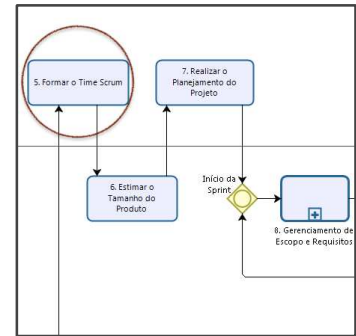 5. Formar o Time Scrum
7. Realizar o
Planejamento do
Projeto
6. Estimar o
Tamanho do
Produto
Início da
Sprint
8. Gerenciamento de
Escopo e Requisitos